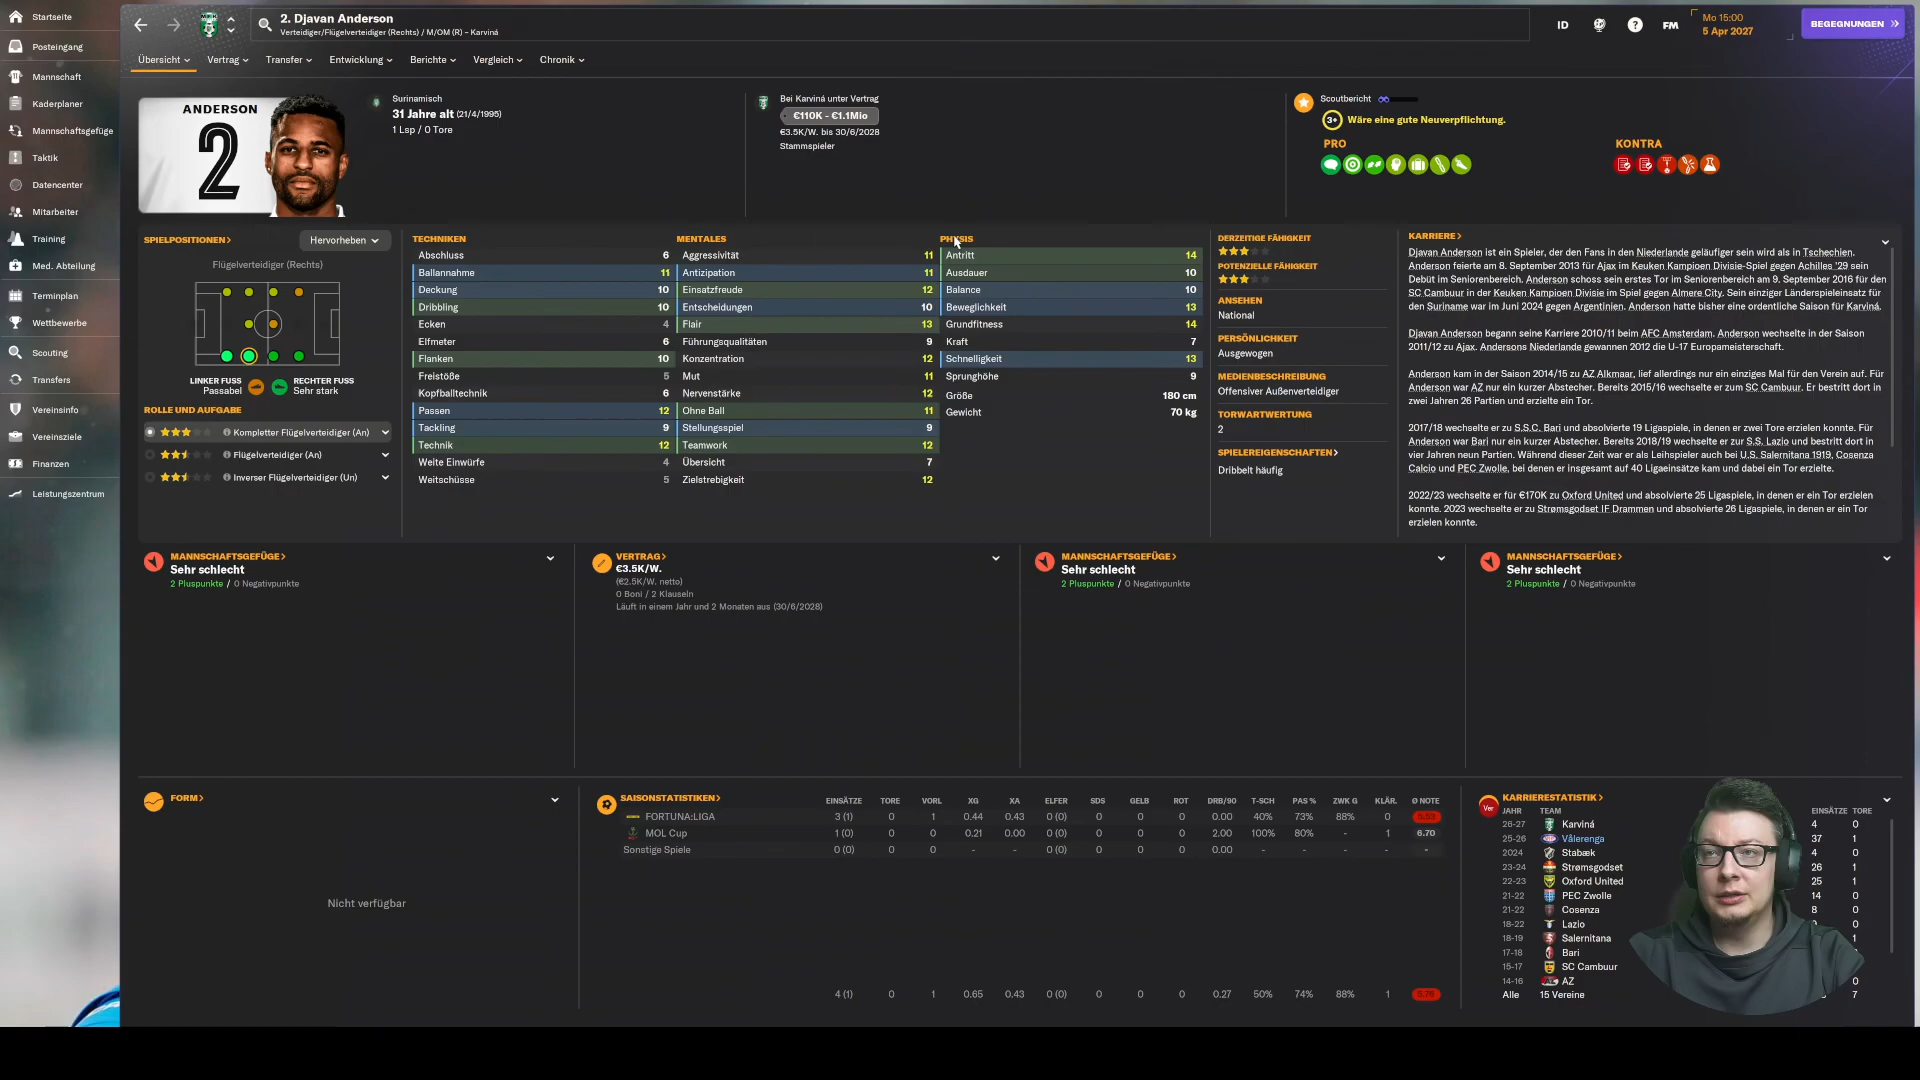 Startseite
Posteingang
Mannschaft
Kaderplaner
Mannschaftsgefüge
Taktik
Datencenter
Mitarbeiter
Training
Med. Abteilung
Terminplan
Wettbewerbe
Scouting
Transfers
Vereinsinfo
Vereinsziele
Finanzen
Leistungszentrum
2. Djavan Anderson
Verteidiger/Flügelverteidiger (Rechts) / M/OM (R) – Karviná
ID
FM
Mo 15:00
5 Apr 2027
BEGEGNUNGEN
Übersicht Vertrag Transfer Entwicklung Berichte Vergleich Chronik
ANDERSON
2
Surinamisch
31 Jahre alt (21/4/1995)
1 Lsp / 0 Tore
Bei Karviná unter Vertrag
€110K - €1.1Mio
€3.5K/W. bis 30/6/2028
Stammspieler
Scoutbericht
3+ Wäre eine gute Neuverpflichtung.
PRO
KONTRA
SPIELPOSITIONEN>
Hervorheben
Flügelverteidiger (Rechts)
LINKER FUSS
Passabel
RECHTER FUSS
Sehr stark
ROLLE UND AUFGABE
Kompletter Flügelverteidiger (An)
Flügelverteidiger (An)
Inverser Flügelverteidiger (Un)
TECHNIKEN
Abschluss 6
Ballannahme 11
Deckung 10
Dribbling 10
Ecken 4
Elfmeter 6
Flanken 10
Freistöße 5
Kopfballtechnik 6
Passen 12
Tackling 9
Technik 12
Weite Einwürfe 4
Weitschüsse 5
MENTALES
Aggressivität 11
Antizipation 11
Einsatzfreude 12
Entscheidungen 10
Flair 13
Führungsqualitäten 9
Konzentration 12
Mut 11
Nervenstärke 12
Ohne Ball 11
Stellungsspiel 9
Teamwork 12
Übersicht 7
Zielstrebigkeit 12
PHYSIS
Antritt 14
Ausdauer 10
Balance 10
Beweglichkeit 13
Grundfitness 14
Kraft 7
Schnelligkeit 13
Sprunghöhe 9
Größe 180 cm
Gewicht 70 kg
DERZEITIGE FÄHIGKEIT
POTENZIELLE FÄHIGKEIT
ANSEHEN
National
PERSÖNLICHKEIT
Ausgewogen
MEDIENBESCHREIBUNG
Offensiver Außenverteidiger
TORWARTWERTUNG
2
SPIELEREIGENSCHAFTEN>
Dribbelt häufig
KARRIERE>
Djavan Anderson ist ein Spieler, der den Fans in den Niederlande geläufiger sein wird als in Tschechien.
Anderson feierte am 8. September 2013 für Ajax im Keuken Kampioen Divisie-Spiel gegen Achilles '29 sein
Debüt im Seniorenbereich. Anderson schoss sein erstes Tor im Seniorenbereich am 9. September 2016 für den
SC Cambuur in der Keuken Kampioen Divisie im Spiel gegen Almere City. Sein einziger Länderspieleinsatz für
den Suriname war im Juni 2024 gegen Argentinien. Anderson hatte bisher eine ordentliche Saison für Karviná.
Djavan Anderson begann seine Karriere 2010/11 beim AFC Amsterdam. Anderson wechselte in der Saison
2011/12 zu Ajax. Andersons Niederlande gewannen 2012 die U-17 Europameisterschaft.
Anderson kam in der Saison 2014/15 zu AZ Alkmaar, lief allerdings nur ein einziges Mal für den Verein auf. Für
Anderson war AZ nur ein kurzer Abstecher. Bereits 2015/16 wechselte er zum SC Cambuur. Er bestritt dort in
zwei Jahren 26 Partien und erzielte ein Tor.
2017/18 wechselte er zu S.S.C. Bari und absolvierte 19 Ligaspiele, in denen er zwei Tore erzielen konnte. Für
Anderson war Bari nur ein kurzer Abstecher. Bereits 2018/19 wechselte er zur S.S. Lazio und bestritt dort in
vier Jahren neun Partien. Während dieser Zeit war er als Leihspieler auch bei U.S. Salernitana 1919, Cosenza
Calcio und PEC Zwolle, bei denen er insgesamt auf 40 Ligaeinsätze kam und dabei ein Tor erzielte.
2022/23 wechselte er für €170K zu Oxford United und absolvierte 25 Ligaspiele, in denen er ein Tor erzielen
konnte. 2023 wechselte er zu Strømsgodset IF Drammen und absolvierte 26 Ligaspiele, in denen er ein Tor
erzielen konnte.
MANNSCHAFTSGEFÜGE>
Sehr schlecht
2 Pluspunkte / 0 Negativpunkte
VERTRAG>
€3.5K/W.
(€2.5K/W. netto)
0 Boni / 2 Klauseln
Läuft in einem Jahr und 2 Monaten aus (30/6/2028)
MANNSCHAFTSGEFÜGE>
Sehr schlecht
2 Pluspunkte / 0 Negativpunkte
MANNSCHAFTSGEFÜGE>
Sehr schlecht
2 Pluspunkte / 0 Negativpunkte
FORM>
Nicht verfügbar
SAISONSTATISTIKEN> EINSÄTZE TORE VORL XG XA ELFER SDS GELB ROT DRB/90 T-SCH PAS % ZWK G KLÄR. Ø NOTE
FORTUNA:LIGA 3 (1) 0 1 0.44 0.43 0 (0) 0 0 0 0.00 40% 73% 88% 0
MOL Cup 1 (0) 0 0 0.21 0.00 0 (0) 0 0 0 2.00 100% 80% - 1 6.70
Sonstige Spiele 0 (0) 0 0 - - 0 (0) 0 0 0 0.00 - - - - -
4 (1) 0 1 0.65 0.43 0 (0) 0 0 0 0.27 50% 74% 88% 1
Ver
KARRIERESTATISTIK>
JAHR TEAM EINSÄTZE TORE
26-27 Karviná 4 0
25-26 Vålerenga 37 1
2024 Stabæk 4 0
23-24 Strømsgodset 26 1
22-23 Oxford United 25 1
21-22 PEC Zwolle 14 0
21-22 Cosenza 8 0
18-22 Lazio 0
18-19 Salernitana 1
17-18 Bari
15-17 SC Cambuur
14-16 AZ 0
Alle 15 Vereine 7